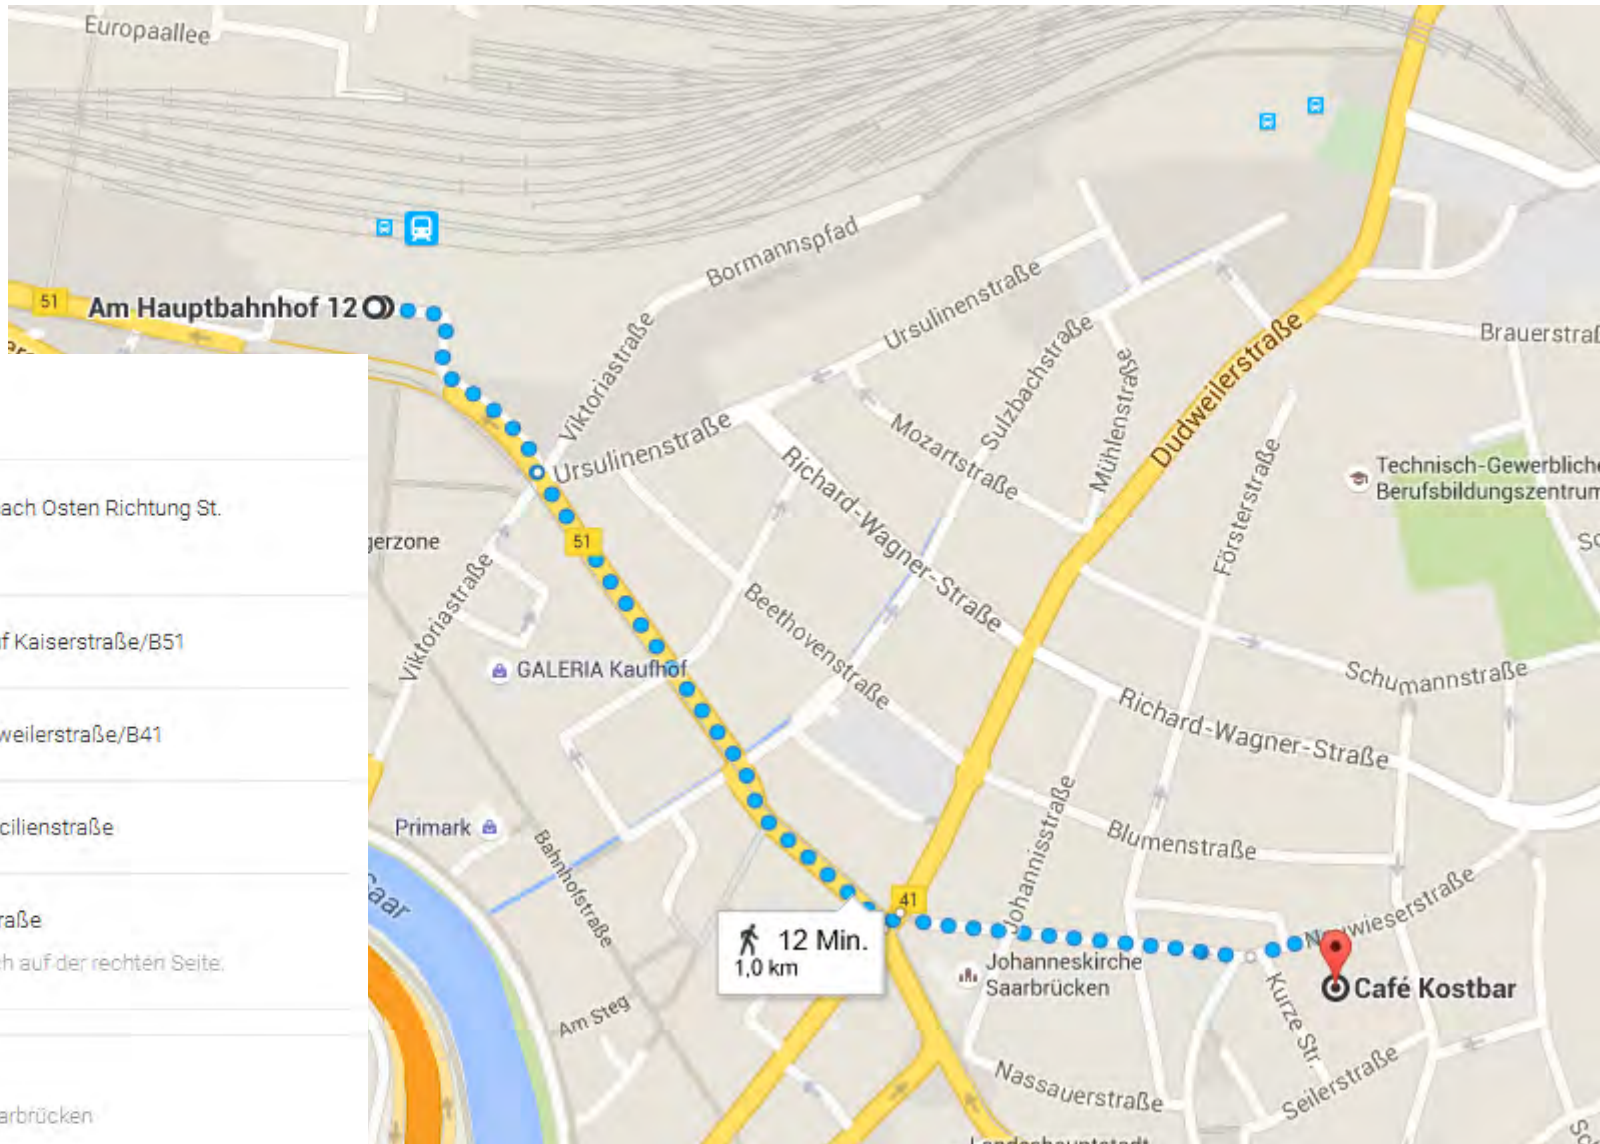 Europaallee
Bormannspfad
51
Am Hauptbahnhof 12
Viktoriastraße
Ursulinenstraße
Ursulinenstraße
Sulzbachstraße
Mühlenstraße
Mozartstraße
Dudweilerstraße
Richard-Wagner-Straße
Försterstraße
Technisch-Gewerbliche
Berufsbildungszentrum
51
Viktoriastraße
GALERIA Kaufhof
Beethovenstraße
Schumannstraße
Richard-Wagner-Straße
Johannisstraße
Blumenstraße
Primark
Bahnhofstraße
Saar
41
12 Min.
1,0 km
Neuwieserstraße
Johanneskirche
Saarbrücken
Kurze Str.
Café Kostbar
Am Steg
Nassauerstraße
Seilerstraße
ach Osten Richtung St.
f Kaiserstraße/B51
weilerstraße/B41
cilienstraße
raße
h auf der rechten Seite.
arbrücken